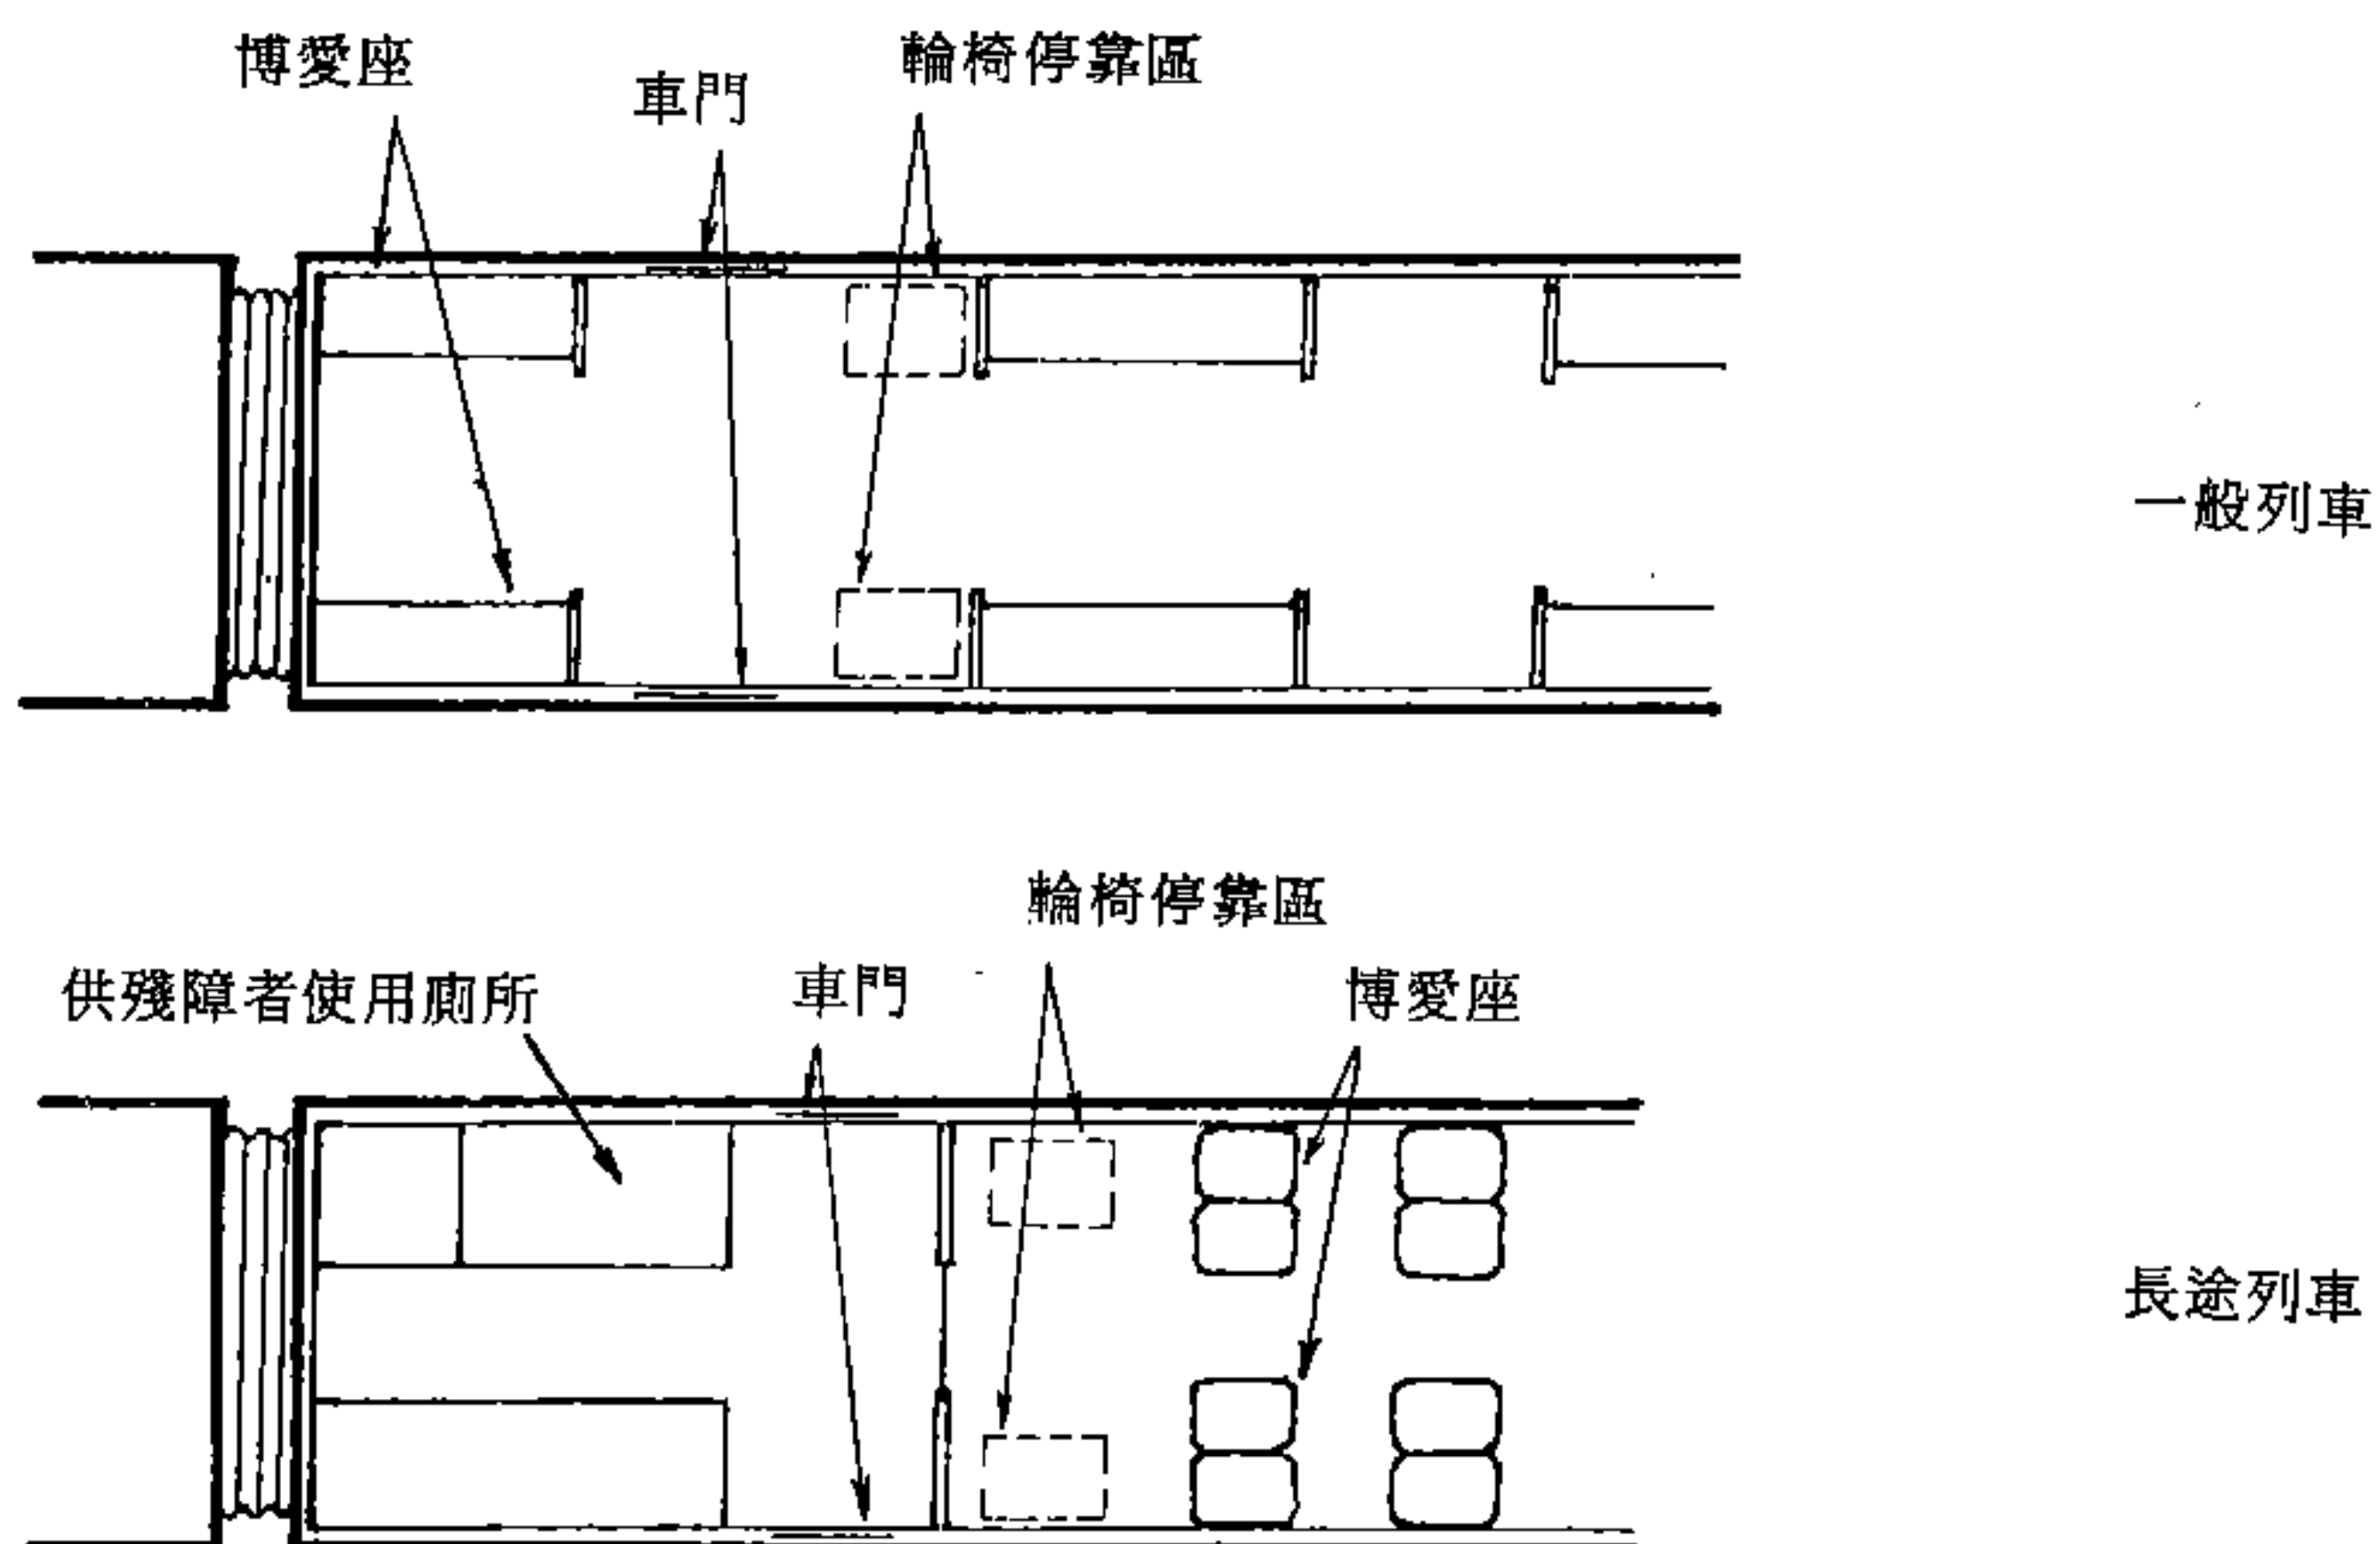 博愛座
車門
輪椅停靠區
一般列車
輪椅停靠區
供殘障者使用廁所
車門
博愛座
長途列車